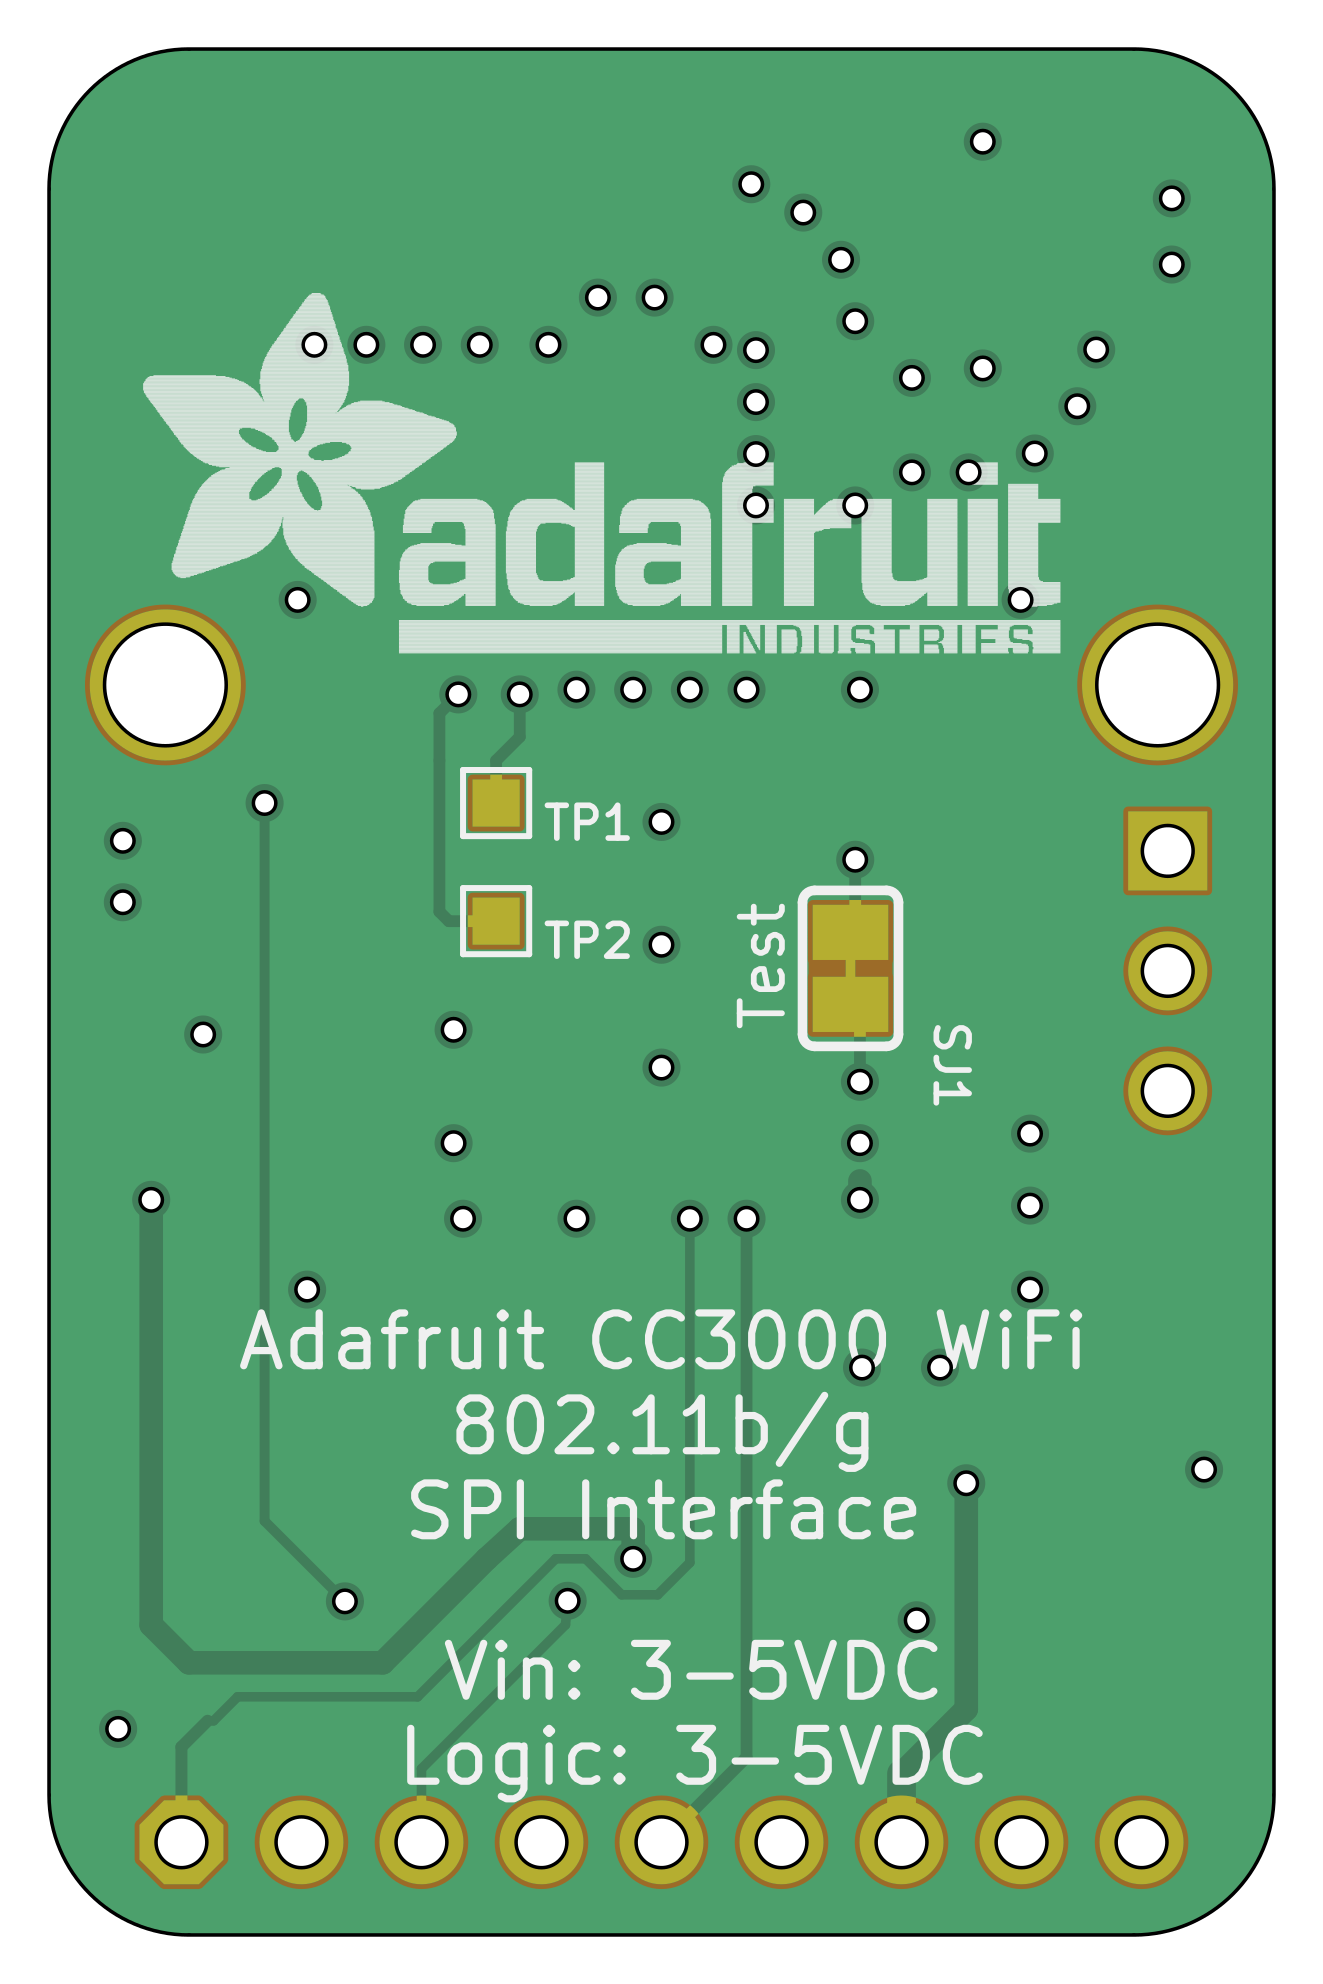 adafruit
INDUSTRIES
TP1
TP2
Test
SJ1
Adafruit CC3000 WiFi
802.11b/g
SPI Interface
Vin: 3-5VDC
Logic: 3-5VDC